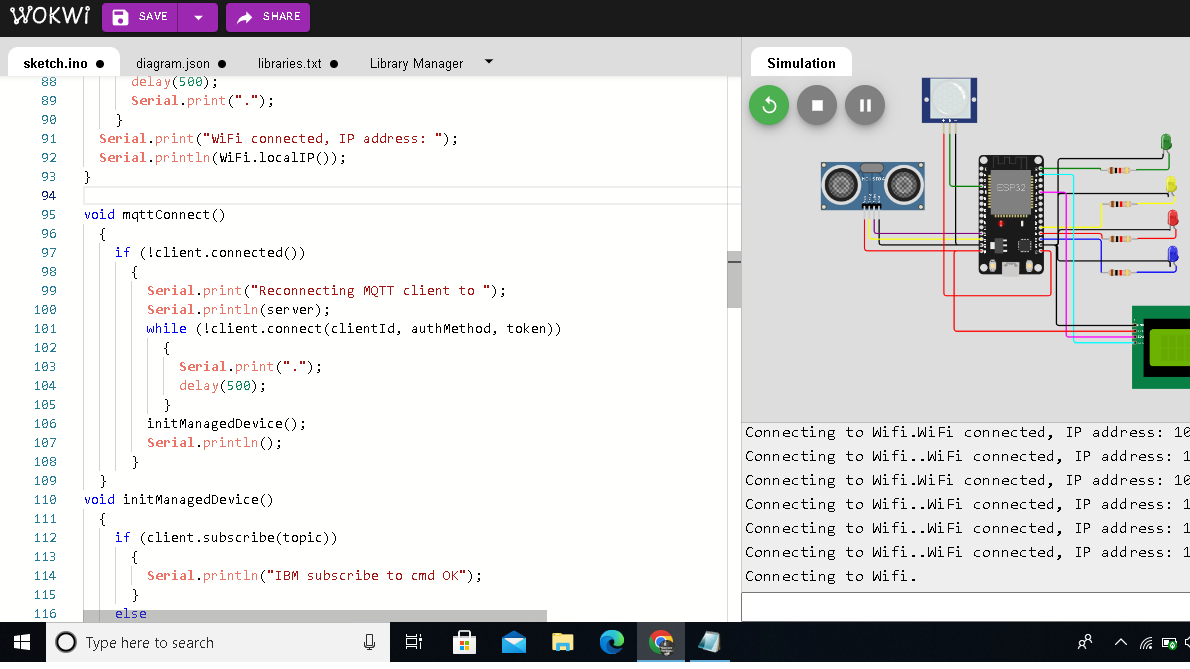 WOKWI
SAVE
SHARE
sketch.ino
diagram.json
libraries.txt
Library Manager
Simulation
88 delay(500);
89 Serial.print(".");
90 }
91 Serial.print("WiFi connected, IP address: ");
92 Serial.println(WiFi.localIP());
93 }
94
95 void mqttConnect()
96 {
97 if (!client.connected())
98 {
99 Serial.print("Reconnecting MQTT client to ");
100 Serial.println(server);
101 while (!client.connect(clientId, authMethod, token))
102 {
103 Serial.print(".");
104 delay(500);
105 }
106 initManagedDevice();
107 Serial.println();
108 }
109 }
110 void initManagedDevice()
111 {
112 if (client.subscribe(topic))
113 {
114 Serial.println("IBM subscribe to cmd OK");
115 }
116 else
ESP32
Connecting to Wifi.WiFi connected, IP address: 10
Connecting to Wifi..WiFi connected, IP address: 1
Connecting to Wifi.WiFi connected, IP address: 10
Connecting to Wifi..WiFi connected, IP address: 1
Connecting to Wifi..WiFi connected, IP address: 1
Connecting to Wifi..WiFi connected, IP address: 1
Connecting to Wifi.
Type here to search